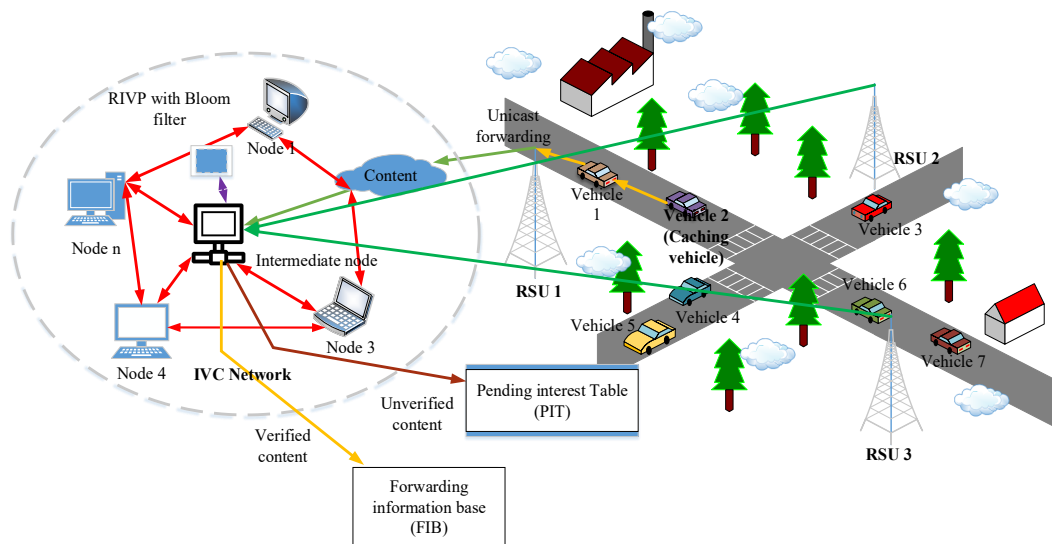 RIVP with Bloom
filter
Node 1
Node n
Content
Intermediate node
Node 3
Node 4
IVC Network
Unicast
forwarding
Vehicle
1
Vehicle 2
(Caching
vehicle)
RSU 1
RSU 2
Vehicle 3
Vehicle 4
Vehicle 5
Vehicle 6
Vehicle 7
RSU 3
Unverified
content
Pending interest Table
(PIT)
Verified
content
Forwarding
information base
(FIB)